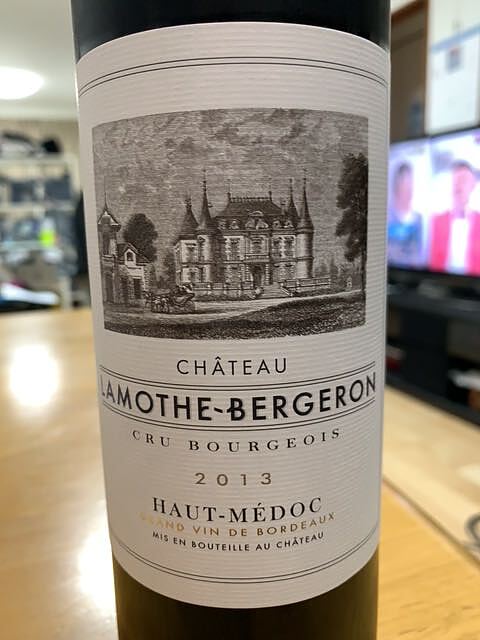 CHÂTEAU
LAMOTHE-BERGERON
CRU BOURGEOIS
2013
HAUT-MÉDOC
GRAND VIN DE BORDEAUX
MIS EN BOUTEILLE AU CHÂTEAU